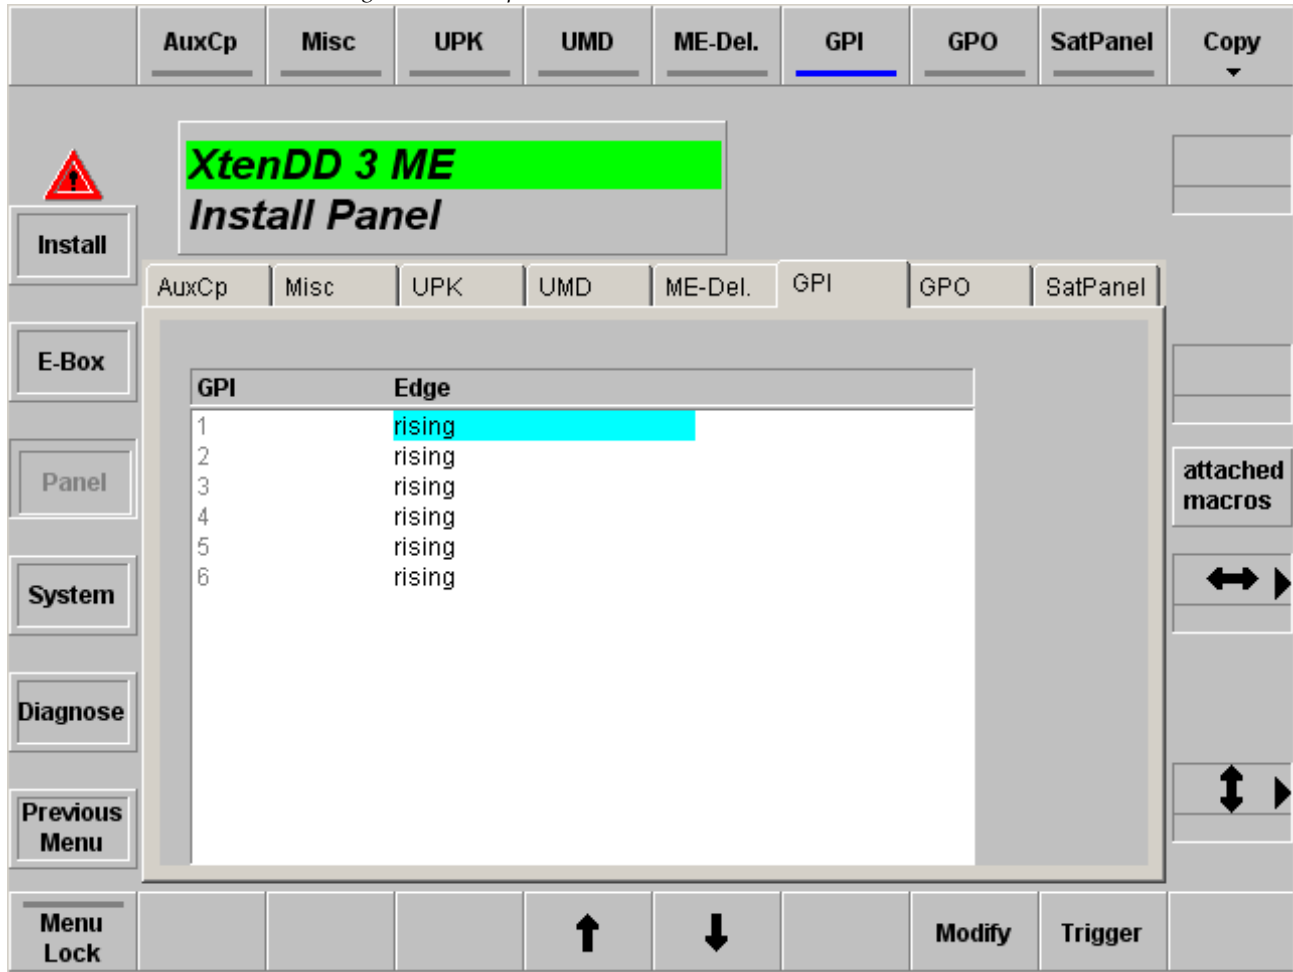 AuxCp Misc UPK UMD ME-Del. GPI GPO SatPanel Copy
XtenDD 3 ME
Install Panel
Install
AuxCp Misc UPK UMD ME-Del. GPI GPO SatPanel
E-Box
GPI Edge
1 rising
2 rising
3 rising
4 rising
5 rising
6 rising
Panel
attached
macros
System
Diagnose
Previous
Menu
Menu
Lock
Modify Trigger